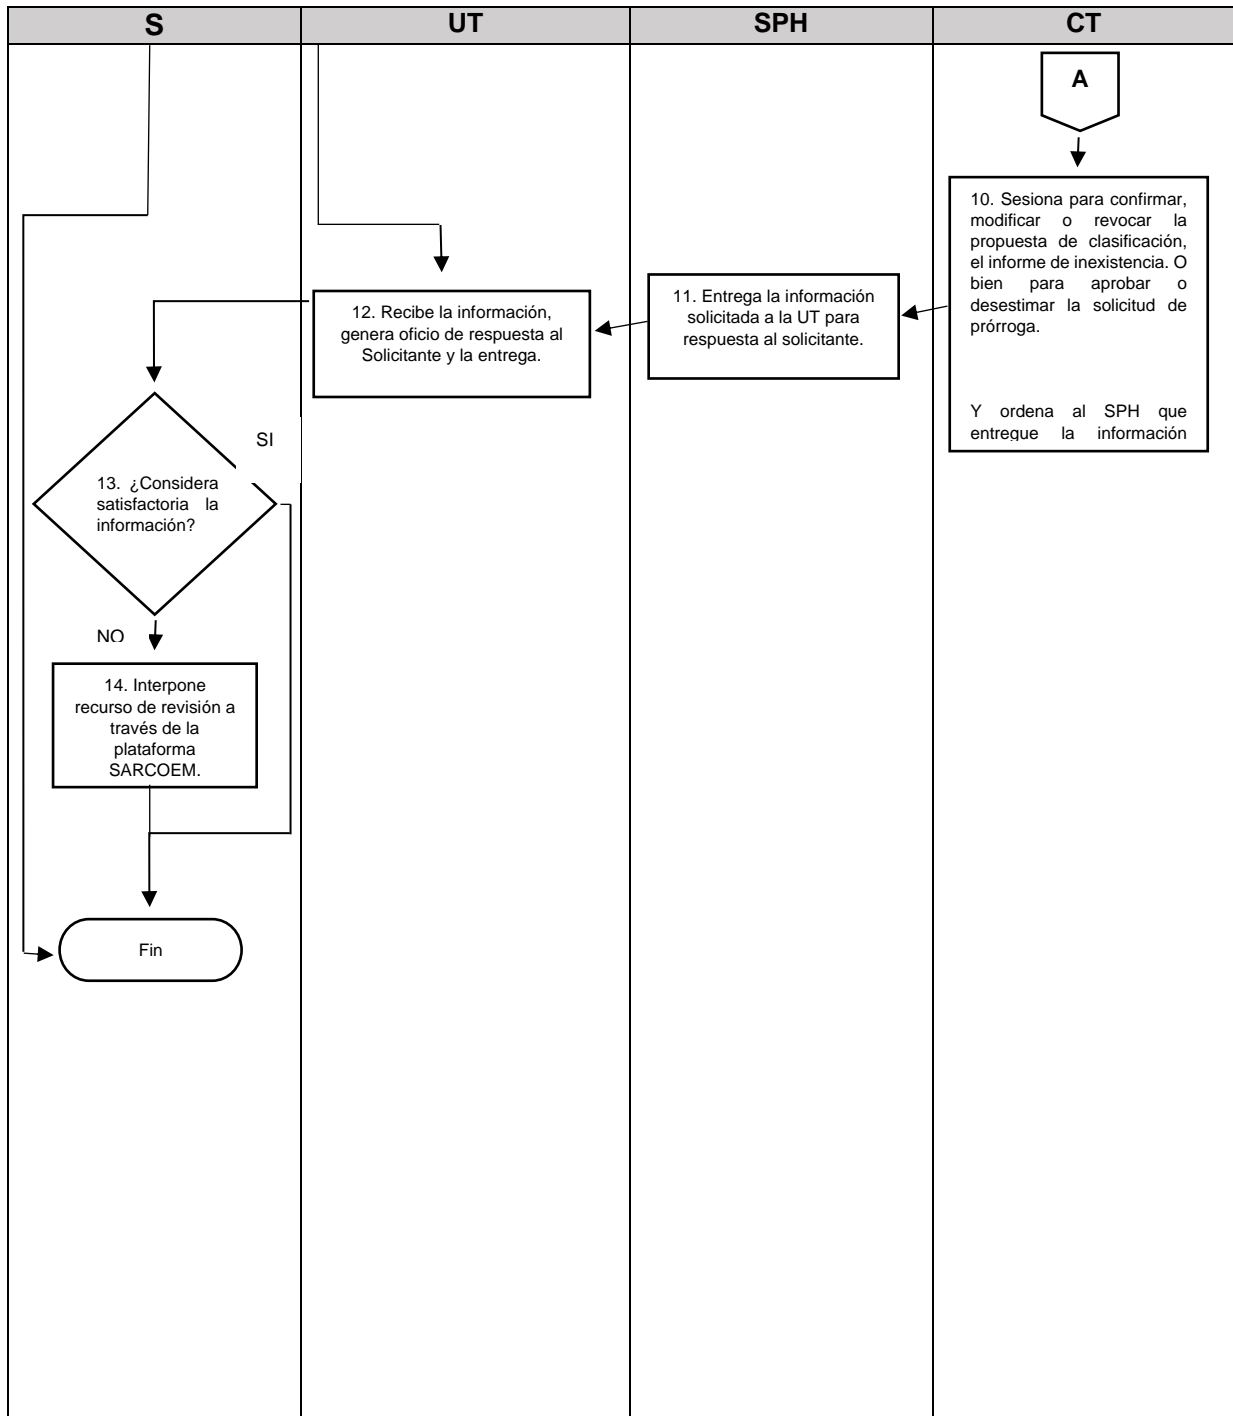 S
UT
SPH
CT
A
10. Sesiona para confirmar,
modificar o revocar la
propuesta de clasificación,
el informe de inexistencia. O
bien para aprobar o
desestimar la solicitud de
prórroga.
Y ordena al SPH que
entregue la información
11. Entrega la información
solicitada a la UT para
respuesta al solicitante.
12. Recibe la información,
genera oficio de respuesta al
Solicitante y la entrega.
SI
13. ¿Considera
satisfactoria la
información?
NO
14. Interpone
recurso de revisión a
través de la
plataforma
SARCOEM.
Fin